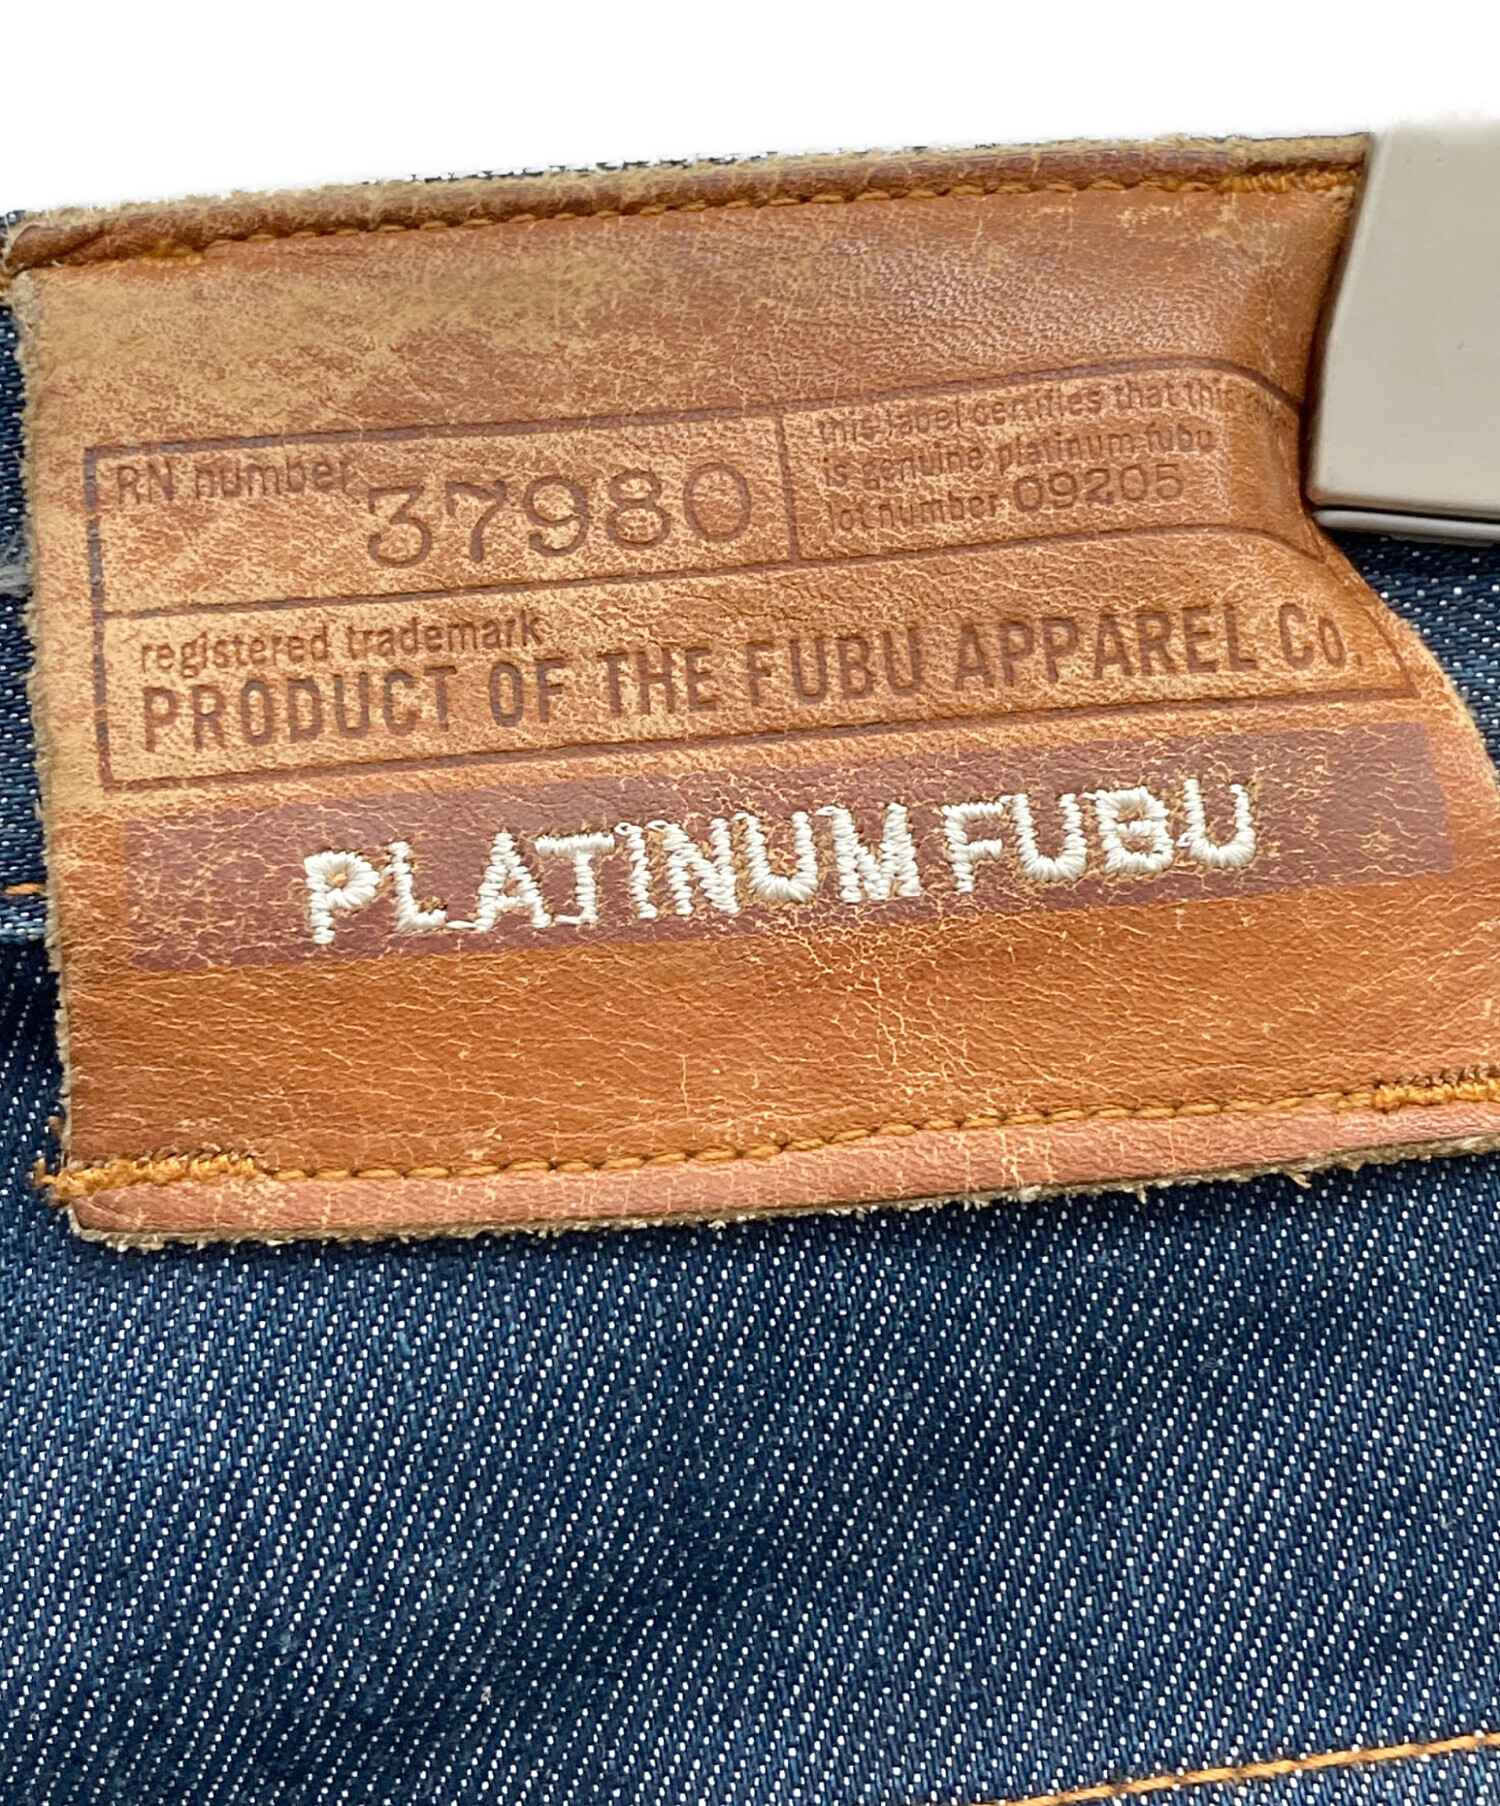 RN number 37980
this label certifies that this
is genuine platinum fubu
lot number 09205
registered trademark
PRODUCT OF THE FUBU APPAREL Co.
PLATINUM FUBU